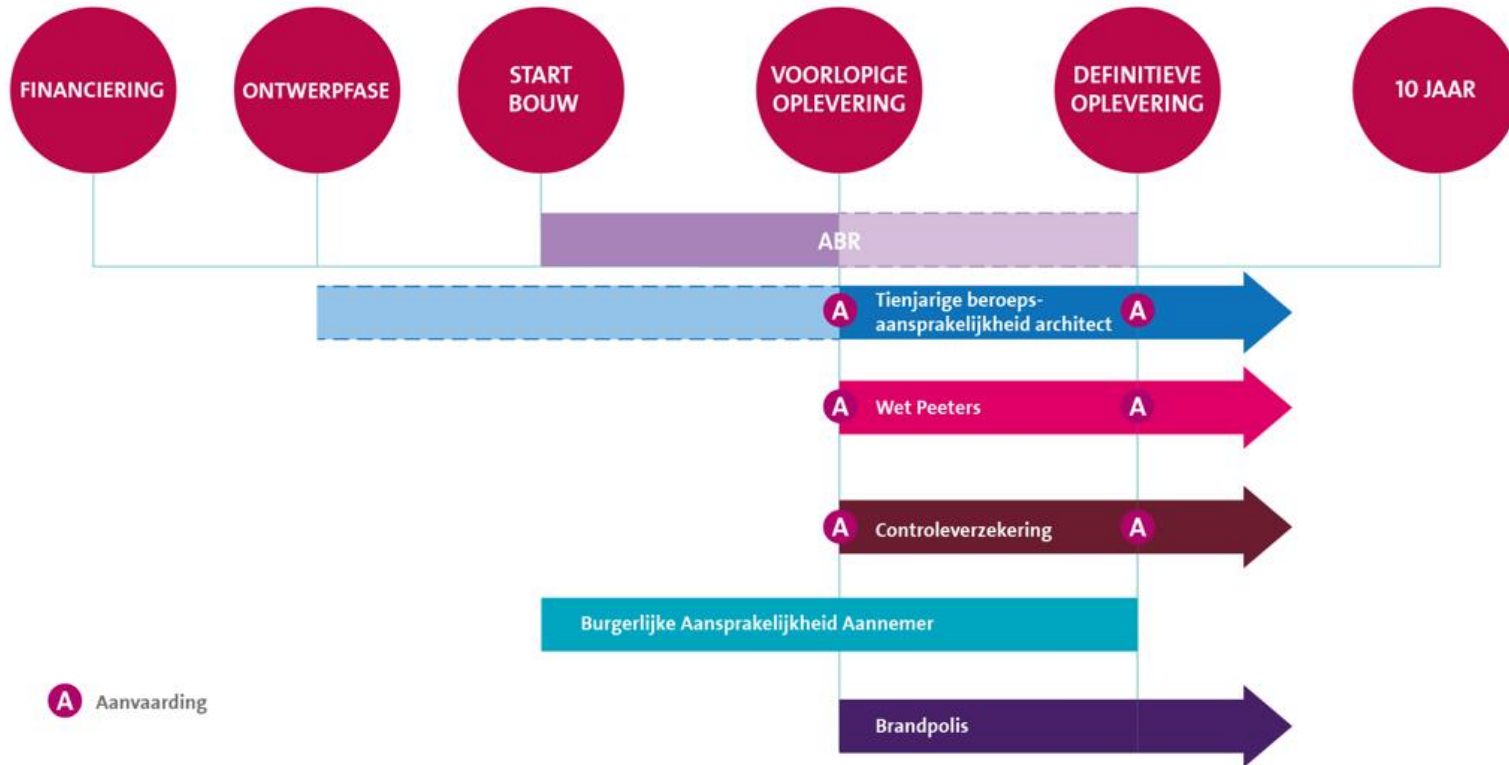 FINANCIERING
ONTWERPFASE
START
BOUW
VOORLOPIGE
OPLEVERING
DEFINITIEVE
OPLEVERING
10 JAAR
ABR
A
Tienjarige beroeps-
aansprakelijkheid architect
A
A
Wet Peeters
A
A
Controleverzekering
A
Burgerlijke Aansprakelijkheid Aannemer
A Aanvaarding
Brandpolis